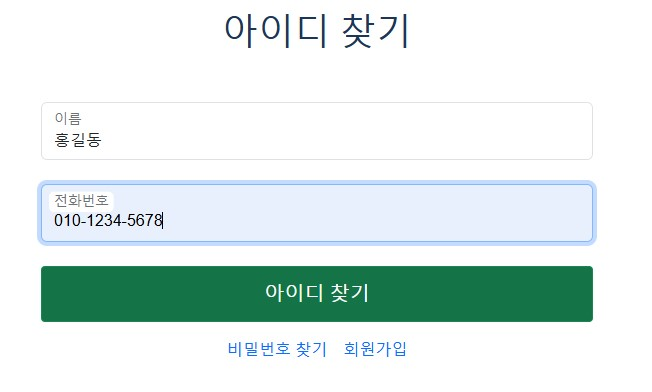 아이디 찾기
이름
홍길동
전화번호
010-1234-5678
아이디 찾기
비밀번호 찾기 회원가입